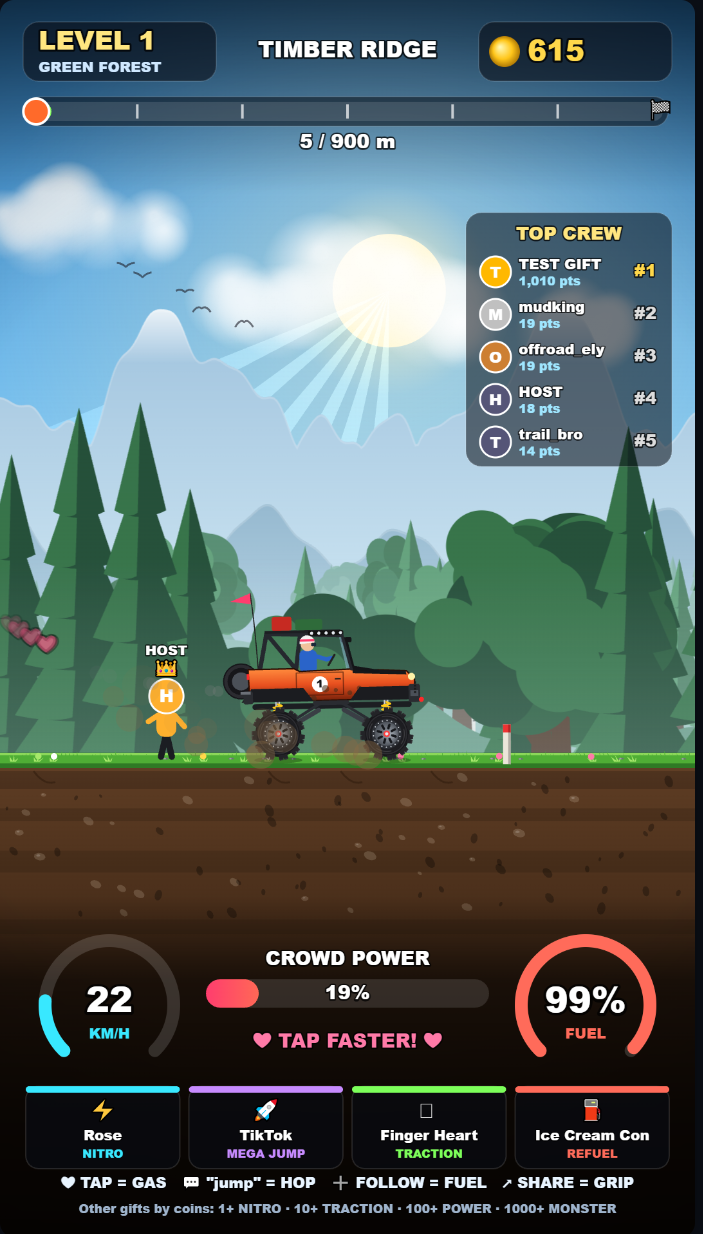 LEVEL 1
GREEN FOREST
TIMBER RIDGE
615
5 / 900 m
TOP CREW
T TEST GIFT #1
1,010 pts
M mudking #2
19 pts
O offroad_ely #3
19 pts
H HOST #4
18 pts
T trail_bro #5
14 pts
HOST
H
1
22
KM/H
CROWD POWER
19%
TAP FASTER!
99%
FUEL
Rose
NITRO
TikTok
MEGA JUMP
Finger Heart
TRACTION
Ice Cream Con
REFUEL
TAP = GAS "jump" = HOP FOLLOW = FUEL SHARE = GRIP
Other gifts by coins: 1+ NITRO · 10+ TRACTION · 100+ POWER · 1000+ MONSTER